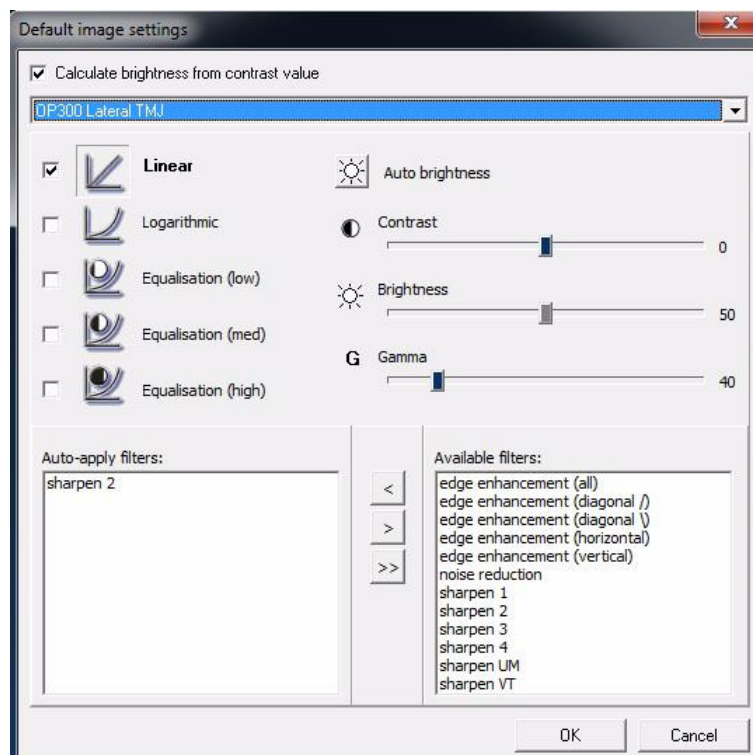 Default image settings
Calculate brightness from contrast value
OP300 Lateral TMJ
Linear
Auto brightness
Logarithmic
Contrast
0
Equalisation (low)
Brightness
50
Equalisation (med)
G Gamma
40
Equalisation (high)
Auto-apply filters:
sharpen 2
<
>
>>
Available filters:
edge enhancement (all)
edge enhancement (diagonal /)
edge enhancement (diagonal \)
edge enhancement (horizontal)
edge enhancement (vertical)
noise reduction
sharpen 1
sharpen 2
sharpen 3
sharpen 4
sharpen UM
sharpen VT
OK
Cancel